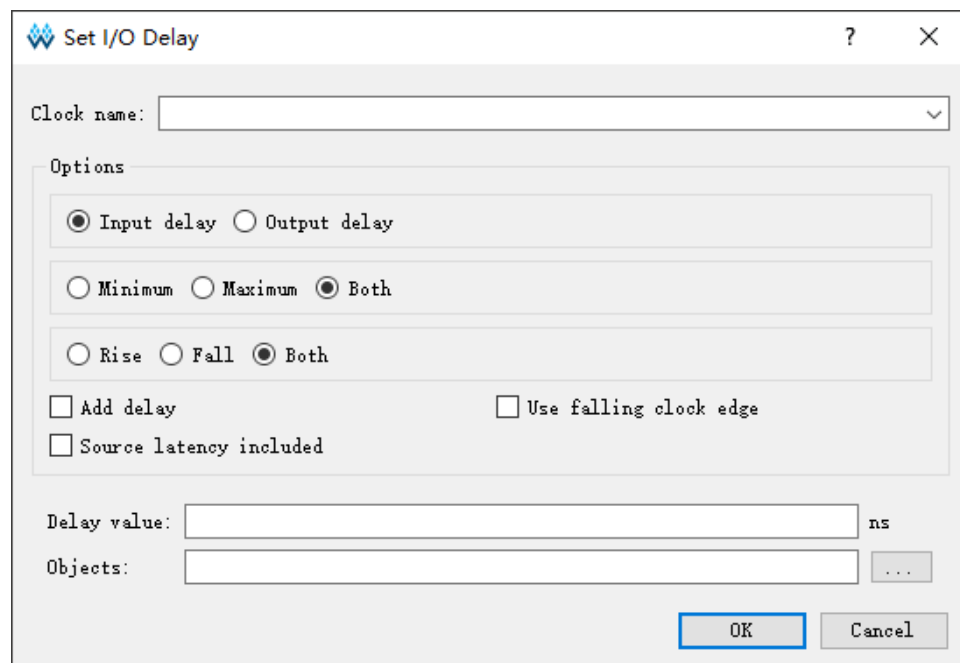 Set I/O Delay ?
Clock name:
Options
Input delay Output delay
Minimum Maximum Both
Rise Fall Both
Add delay Use falling clock edge
Source latency included
Delay value: ns
Objects: ...
OK Cancel